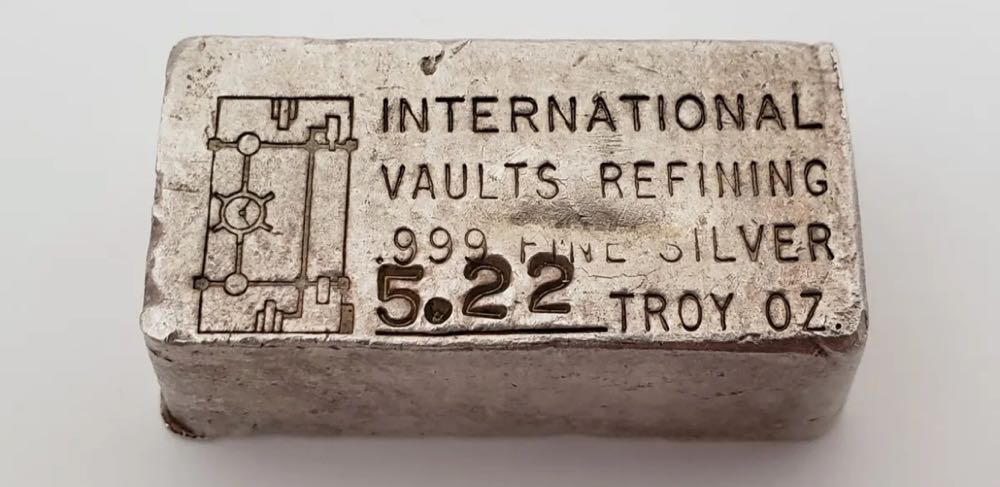 INTERNATIONAL
VAULTS REFINING
.999 FINE SILVER
5.22 TROY OZ.